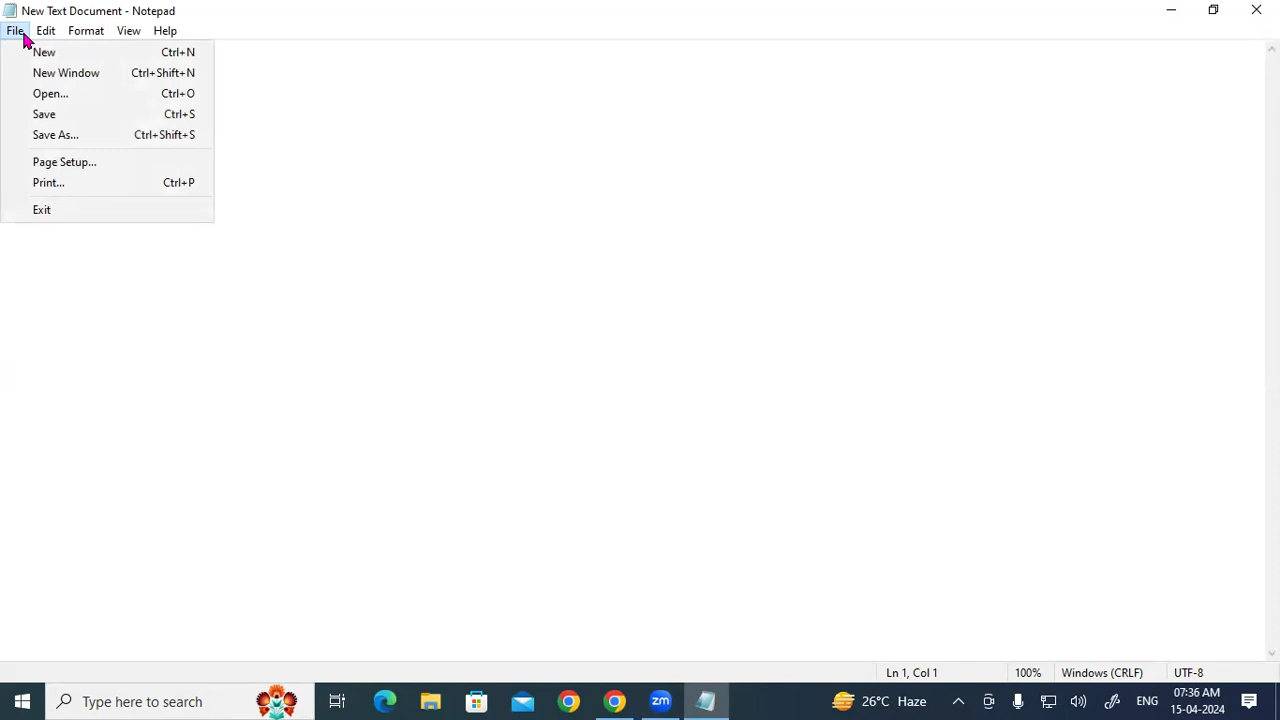 New Text Document - Notepad
File Edit Format View Help
New Ctrl+N
New Window Ctrl+Shift+N
Open... Ctrl+O
Save Ctrl+S
Save As... Ctrl+Shift+S
Page Setup...
Print... Ctrl+P
Exit
Ln 1, Col 1 100% Windows (CRLF) UTF-8
Type here to search zm 26°C Haze ENG 07:36 AM
15-04-2024